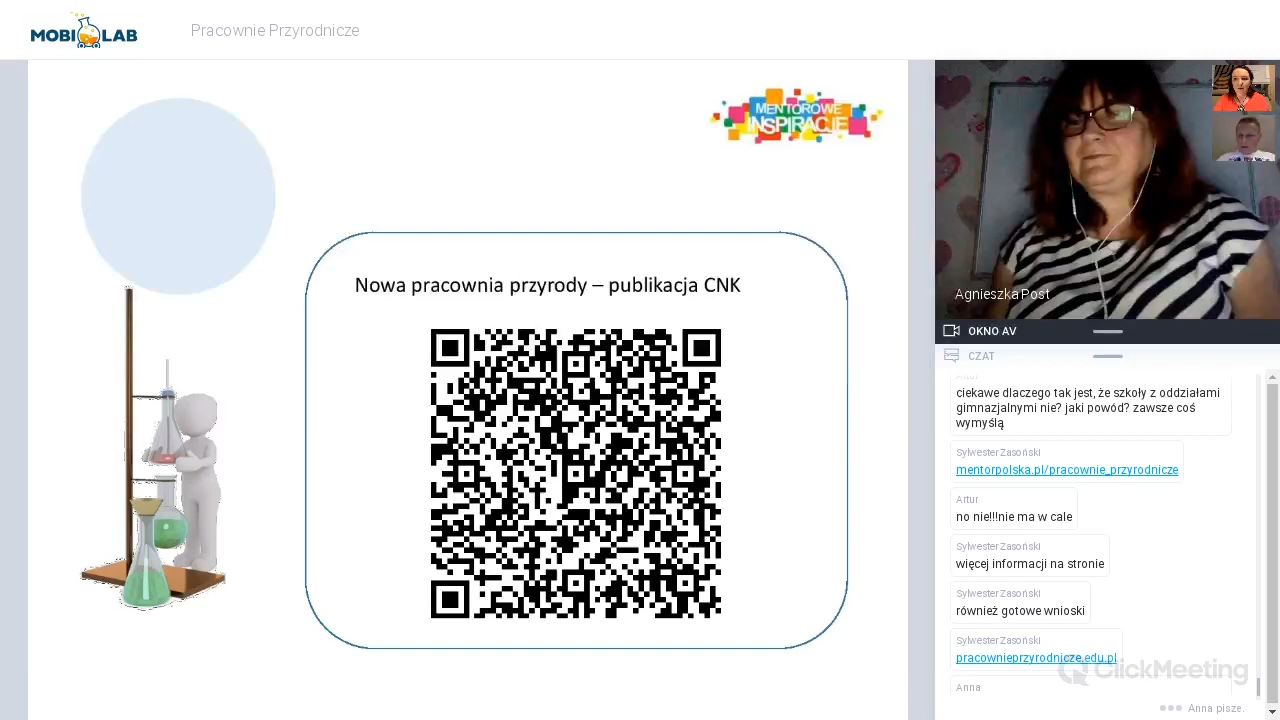 MOBILAB
Pracownie Przyrodnicze
MENTOROWE
INSPIRACJE
Nowa pracownia przyrody – publikacja CNK
Agnieszka Post
OKNO AV
CZAT
Artur
ciekawe dlaczego tak jest, że szkoły z oddziałami
gimnazjalnymi nie? jaki powód? zawsze coś
wymyślą
Sylwester Zasoński
mentorpolska.pl/pracownie_przyrodnicze
Artur
no nie!!!nie ma w cale
Sylwester Zasoński
więcej informacji na stronie
Sylwester Zasoński
również gotowe wnioski
Sylwester Zasoński
pracownieprzyrodnicze.edu.pl
ClickMeeting
Anna
Anna pisze.